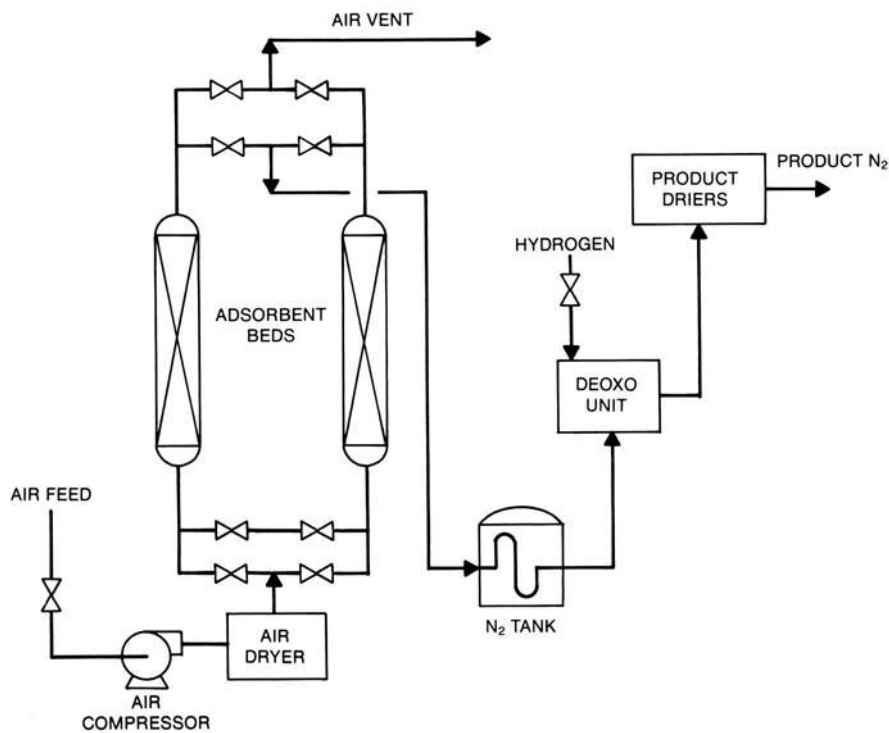 AIR VENT
PRODUCT N₂
PRODUCT
DRIERS
HYDROGEN
ADSORBENT
BEDS
DEOXO
UNIT
AIR FEED
N₂ TANK
AIR
DRYER
AIR
COMPRESSOR